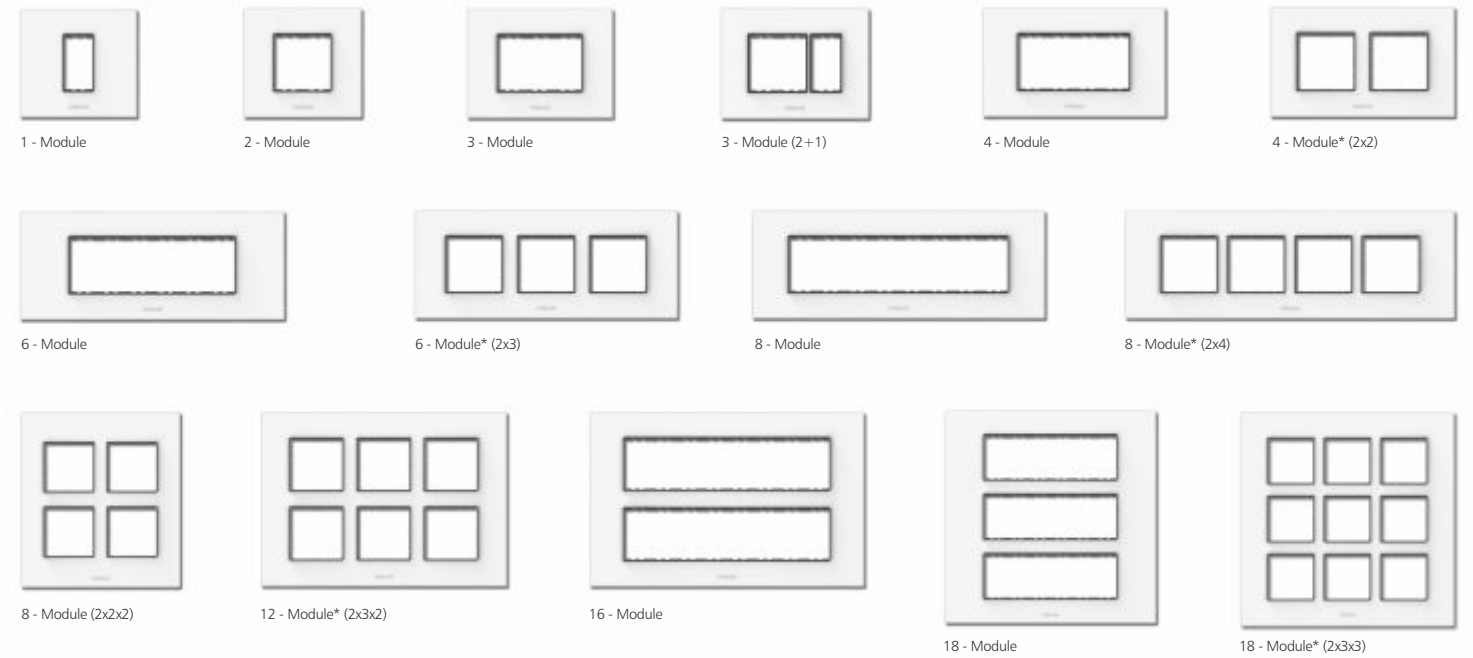 1 - Module
2 - Module
3 - Module
3 - Module (2+1)
4 - Module
4 - Module* (2x2)
6 - Module
6 - Module* (2x3)
8 - Module
8 - Module* (2x4)
8 - Module (2x2x2)
12 - Module* (2x3x2)
16 - Module
18 - Module
18 - Module* (2x3x3)